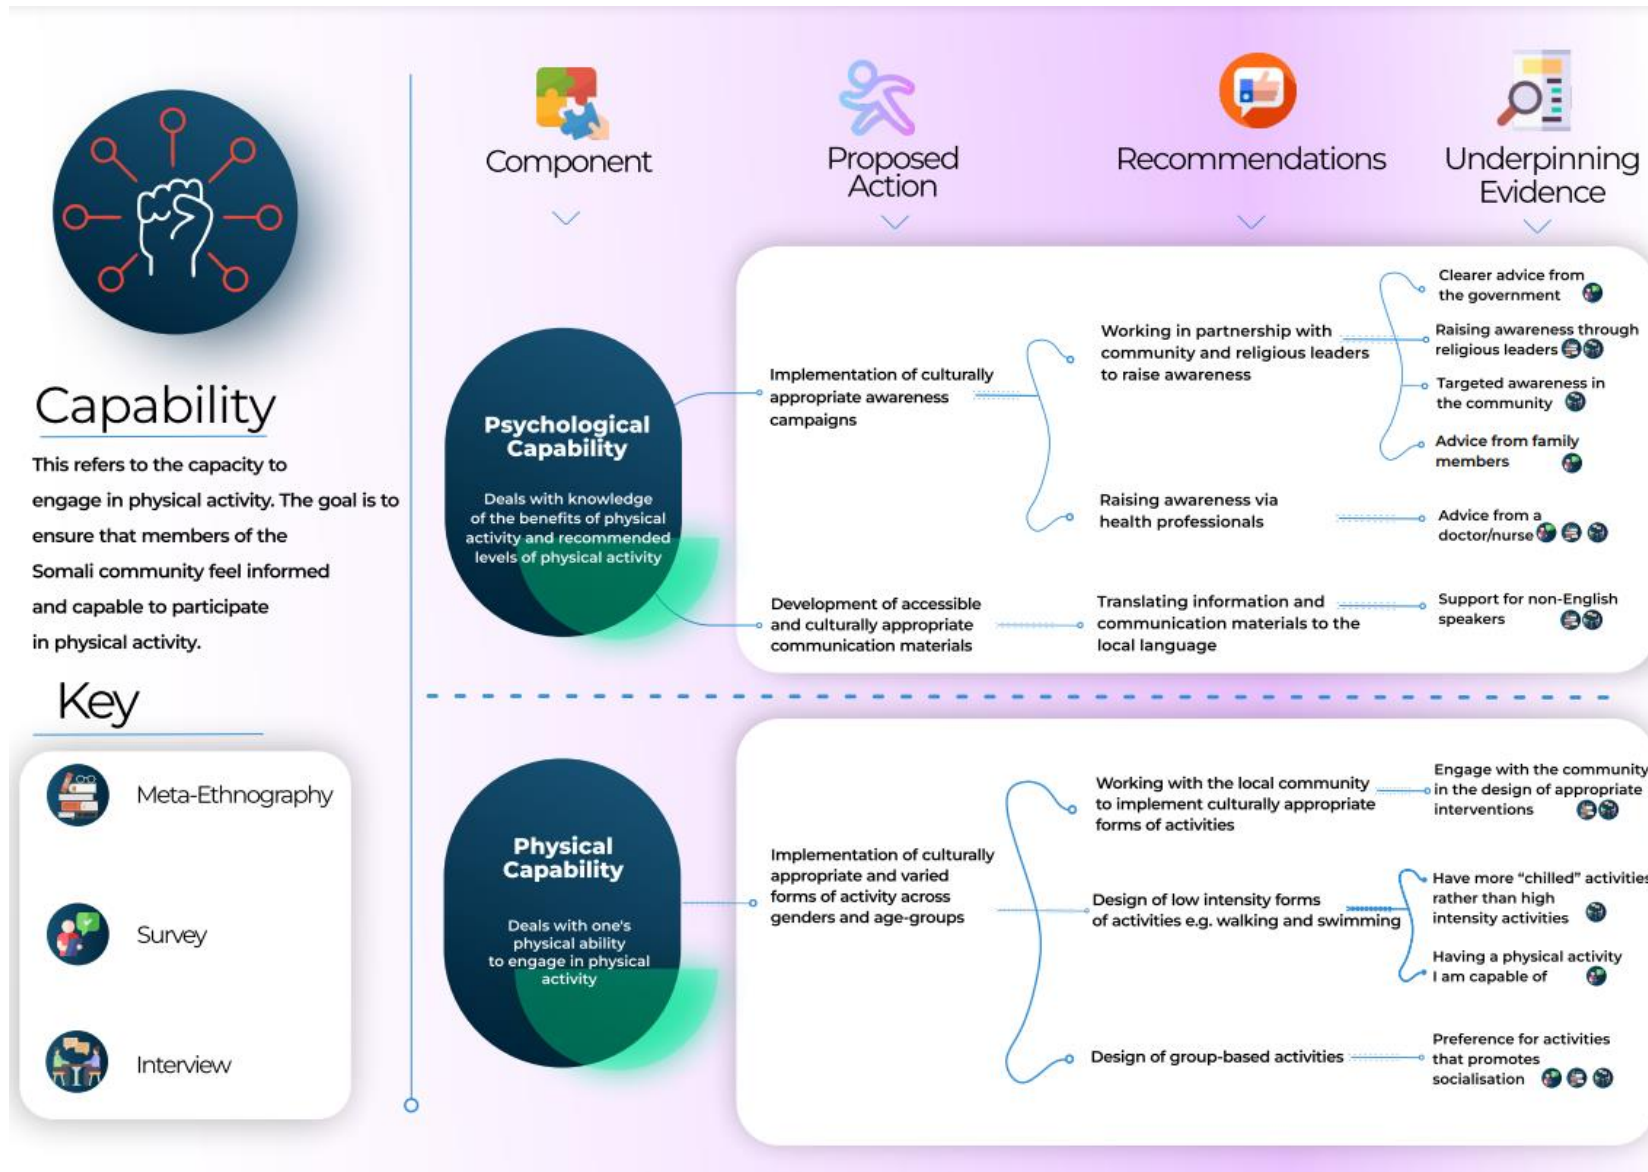 Component
Proposed
Action
Recommendations
Underpinning
Evidence
Capability
This refers to the capacity to
engage in physical activity. The goal is to
ensure that members of the
Somali community feel informed
and capable to participate
in physical activity.
Key
Meta-Ethnography
Survey
Interview
Psychological
Capability
Deals with knowledge
of the benefits of physical
activity and recommended
levels of physical activity
Implementation of culturally
appropriate awareness
campaigns
Working in partnership with
community and religious leaders
to raise awareness
Clearer advice from
the government
Raising awareness through
religious leaders
Targeted awareness in
the community
Advice from family
members
Raising awareness via
health professionals
Advice from a
doctor/nurse
Development of accessible
and culturally appropriate
communication materials
Translating information and
communication materials to the
local language
Support for non-English
speakers
Physical
Capability
Deals with one's
physical ability
to engage in physical
activity
Implementation of culturally
appropriate and varied
forms of activity across
genders and age-groups
Working with the local community
to implement culturally appropriate
forms of activities
Engage with the community
in the design of appropriate
interventions
Design of low intensity forms
of activities e.g. walking and swimming
Have more “chilled” activities
rather than high
intensity activities
Having a physical activity
I am capable of
Design of group-based activities
Preference for activities
that promotes
socialisation